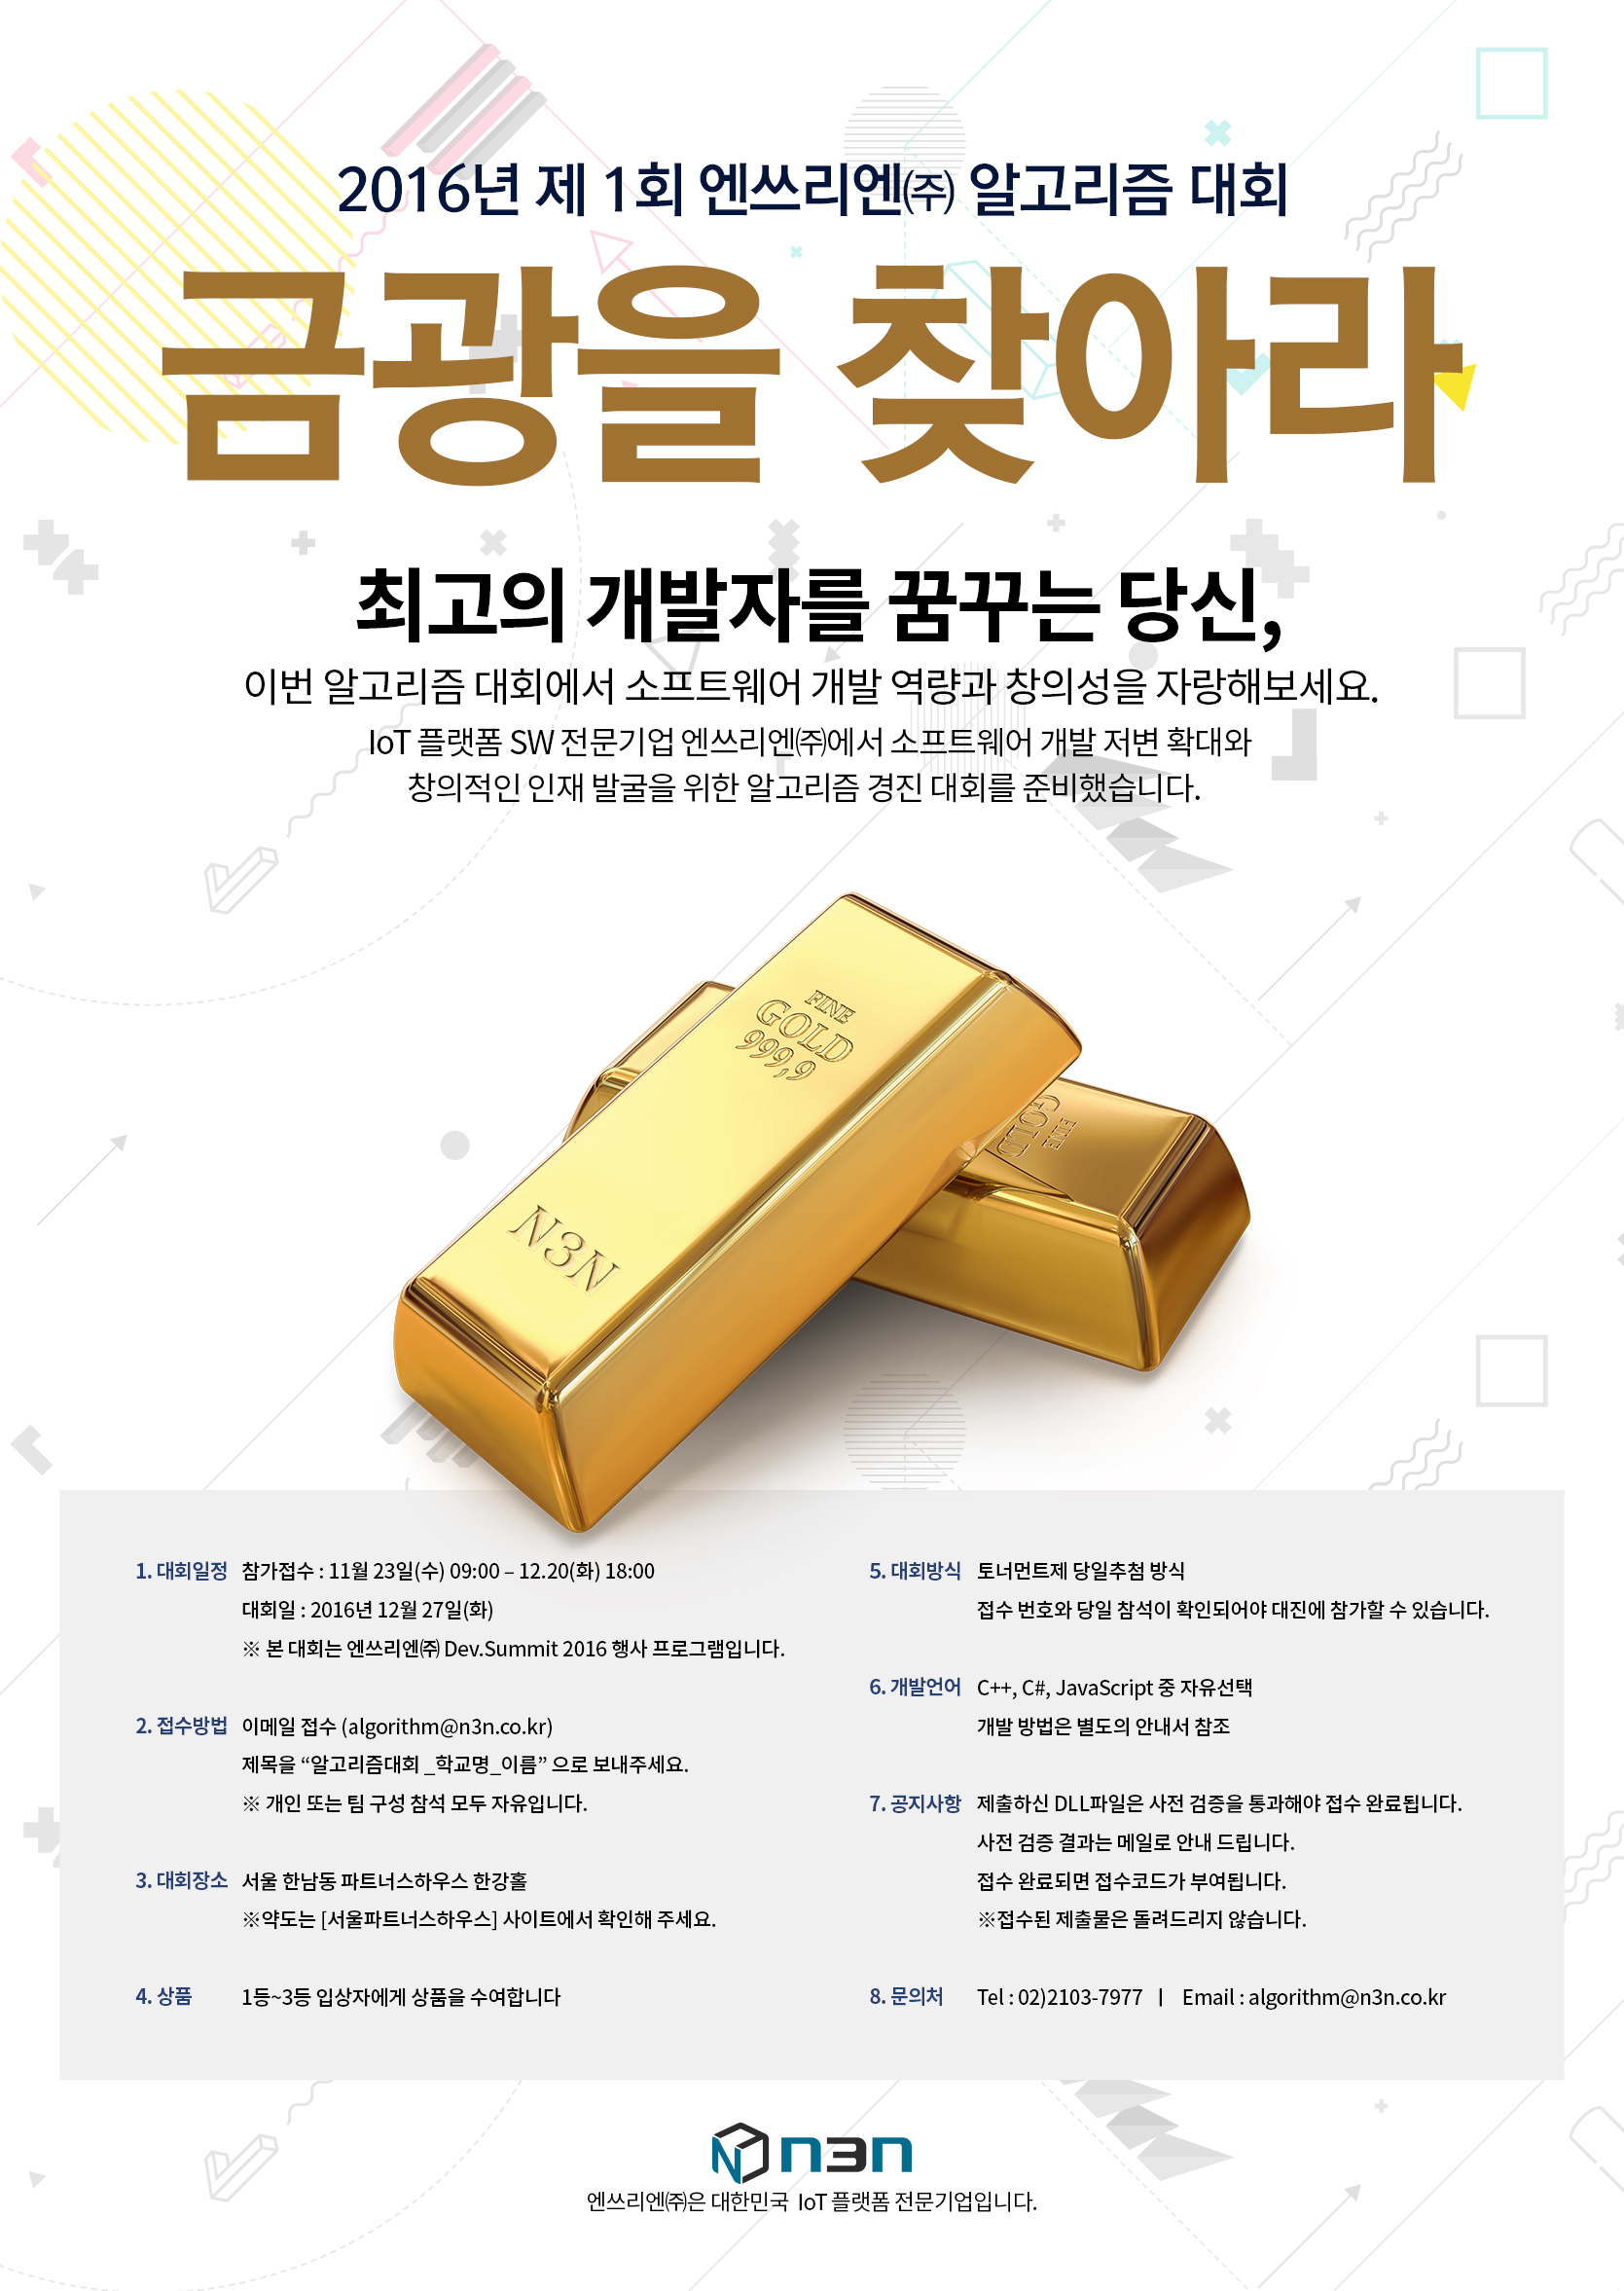 2016년 제 1회 엔쓰리엔㈜ 알고리즘 대회
금광을 찾아라
최고의 개발자를 꿈꾸는 당신,
이번 알고리즘 대회에서 소프트웨어 개발 역량과 창의성을 자랑해보세요.
IoT 플랫폼 SW 전문기업 엔쓰리엔㈜에서 소프트웨어 개발 저변 확대와
창의적인 인재 발굴을 위한 알고리즘 경진 대회를 준비했습니다.
FINE
GOLD
999,9
N3N
FINE
GOLD
1. 대회일정 참가접수 : 11월 23일(수) 09:00 – 12.20(화) 18:00
대회일 : 2016년 12월 27일(화)
※ 본 대회는 엔쓰리엔㈜ Dev.Summit 2016 행사 프로그램입니다.
2. 접수방법 이메일 접수 (algorithm@n3n.co.kr)
제목을 “알고리즘대회 _학교명_이름” 으로 보내주세요.
※ 개인 또는 팀 구성 참석 모두 자유입니다.
3. 대회장소 서울 한남동 파트너스하우스 한강홀
※약도는 [서울파트너스하우스] 사이트에서 확인해 주세요.
4. 상품 1등~3등 입상자에게 상품을 수여합니다
5. 대회방식 토너먼트제 당일추첨 방식
접수 번호와 당일 참석이 확인되어야 대진에 참가할 수 있습니다.
6. 개발언어 C++, C#, JavaScript 중 자유선택
개발 방법은 별도의 안내서 참조
7. 공지사항 제출하신 DLL파일은 사전 검증을 통과해야 접수 완료됩니다.
사전 검증 결과는 메일로 안내 드립니다.
접수 완료되면 접수코드가 부여됩니다.
※접수된 제출물은 돌려드리지 않습니다.
8. 문의처 Tel : 02)2103-7977 | Email : algorithm@n3n.co.kr
n3n
엔쓰리엔㈜은 대한민국 IoT 플랫폼 전문기업입니다.